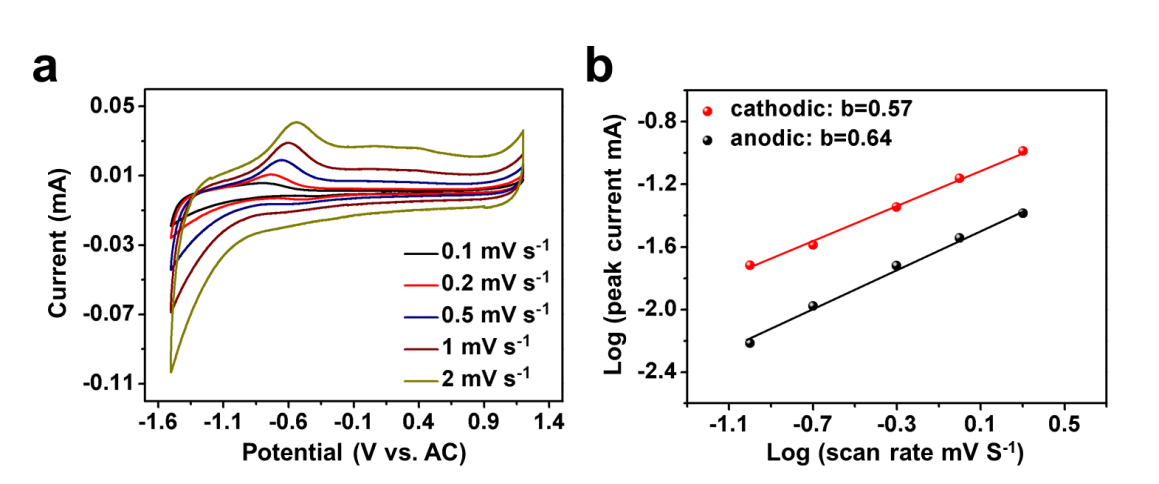 a
0.05
0.01
-0.03
-0.07
-0.11
Current (mA)
0.1 mV s-1
0.2 mV s-1
0.5 mV s-1
1 mV s-1
2 mV s-1
-1.6 -1.1 -0.6 -0.1 0.4 0.9 1.4
Potential (V vs. AC)
b
cathodic: b=0.57
anodic: b=0.64
-0.8
-1.2
-1.6
-2.0
-2.4
Log (peak current mA)
-1.1 -0.7 -0.3 0.1 0.5
Log (scan rate mV S-1)